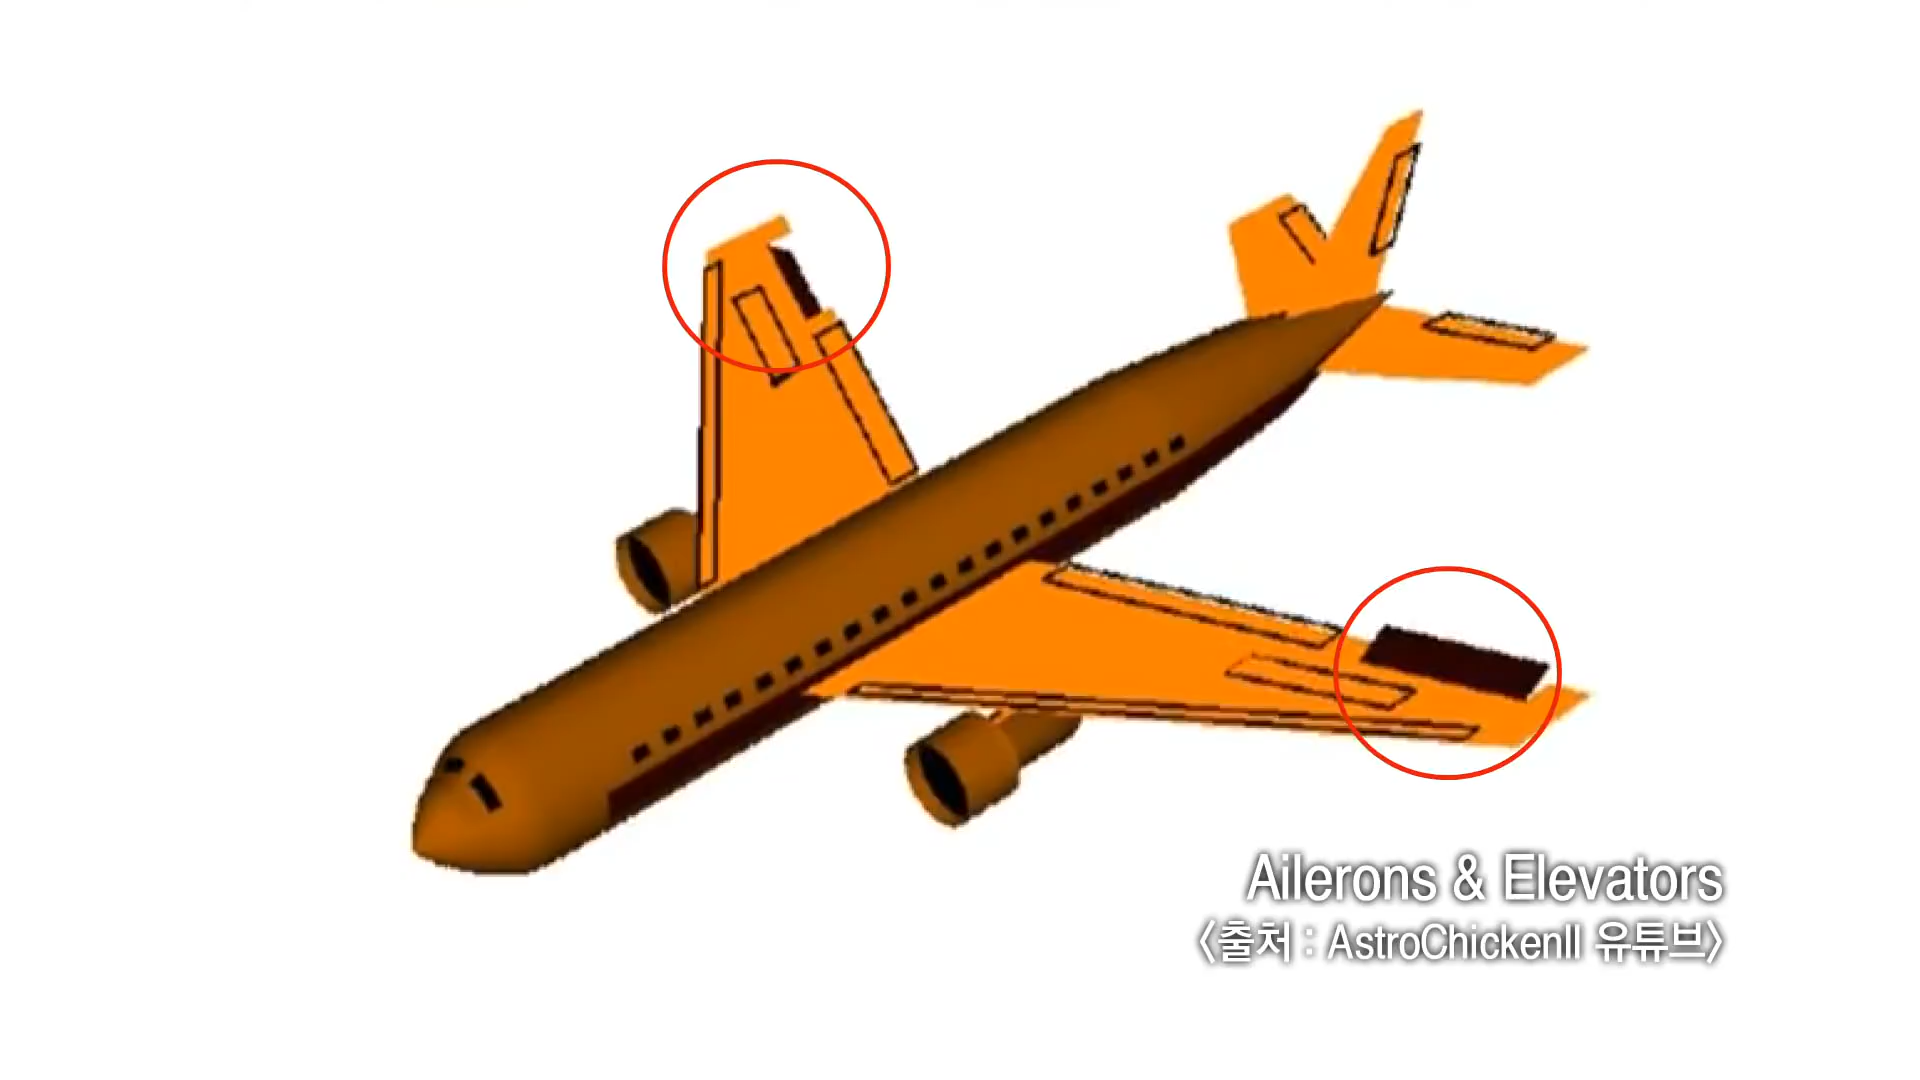 Ailerons & Elevators
〈출처 : AstroChickenII 유튜브〉